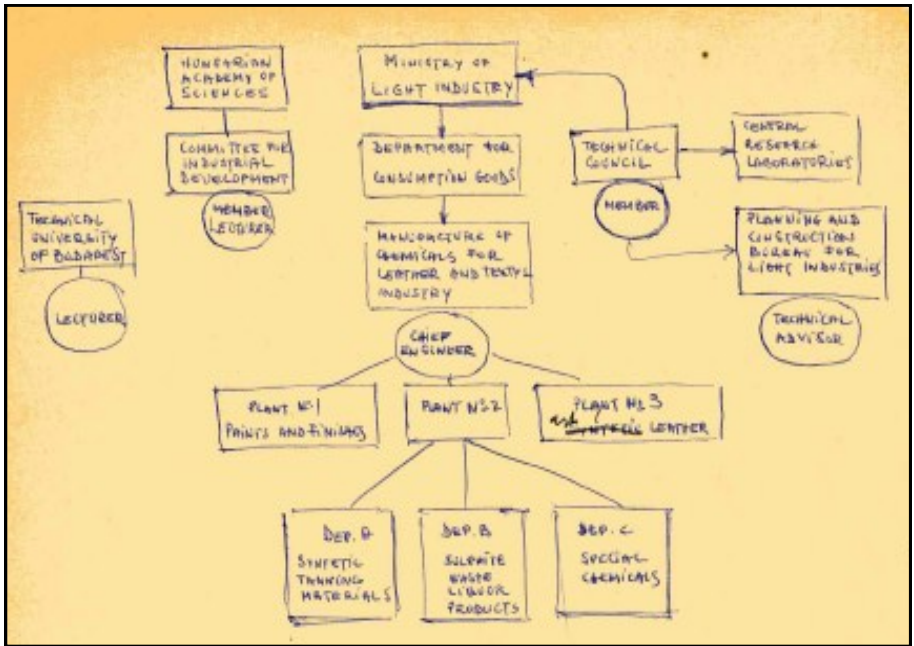 HUNGARIAN
ACADEMY OF
SCIENCES
MINISTRY OF
LIGHT INDUSTRY
COMMITTEE FOR
INDUSTRIAL
DEVELOPMENT
MEMBER
LECTURER
DEPARTMENT FOR
CONSUMPTION GOODS
TECHNICAL
COUNCIL
MEMBER
CENTRAL
RESEARCH
LABORATORIES
TECHNICAL
UNIVERSITY
OF BUDAPEST
LECTURER
MANUFACTURE OF
CHEMICALS FOR
LEATHER AND TEXTIL
INDUSTRY
PLANNING AND
CONSTRUCTION
BUREAU FOR
LIGHT INDUSTRIES
TECHNICAL
ADVISOR
CHIEF
ENGINEER
PLANT No 1
PAINTS AND FINISHES
PLANT No 2
PLANT No 3
LEATHER
DEP. A
SYNTETIC
TANNING
MATERIALS
DEP. B
SULPHITE
WASTE
LIQUOR
PRODUCTS
DEP. C
SPECIAL
CHEMICALS